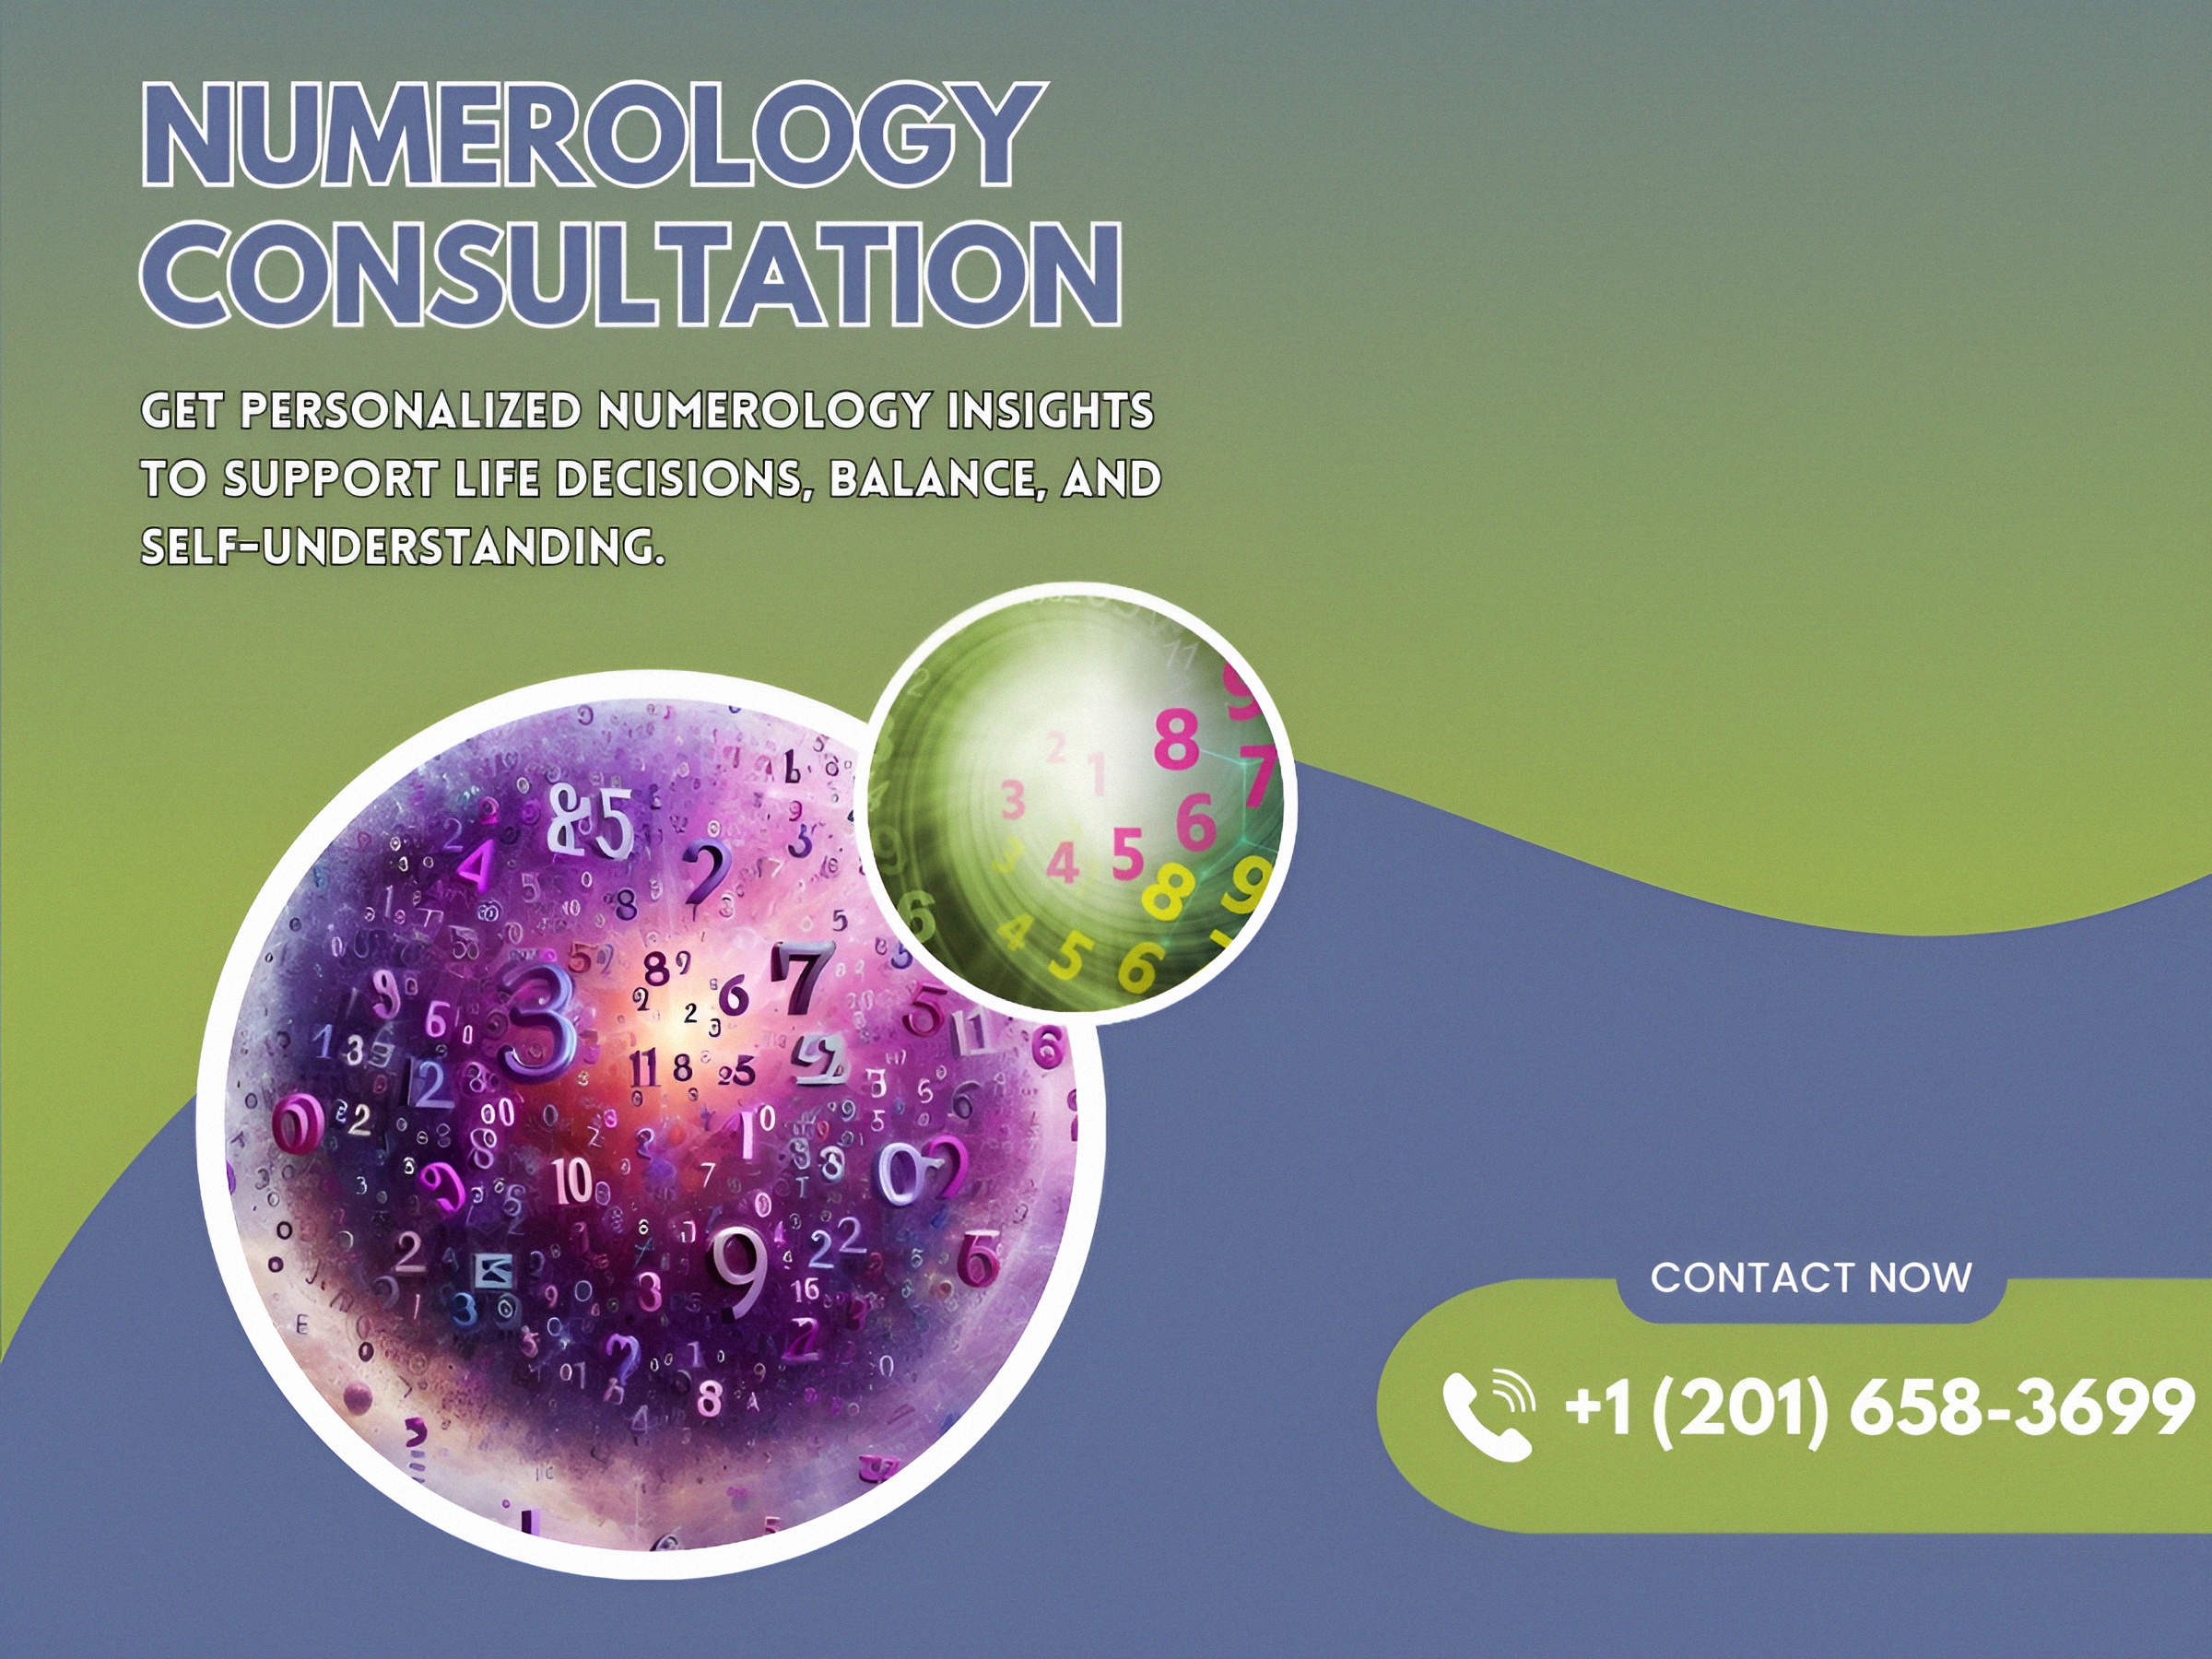 NUMEROLOGY
CONSULTATION
GET PERSONALIZED NUMEROLOGY INSIGHTS
TO SUPPORT LIFE DECISIONS, BALANCE, AND
SELF-UNDERSTANDING.
CONTACT NOW
+1 (201) 658-3699